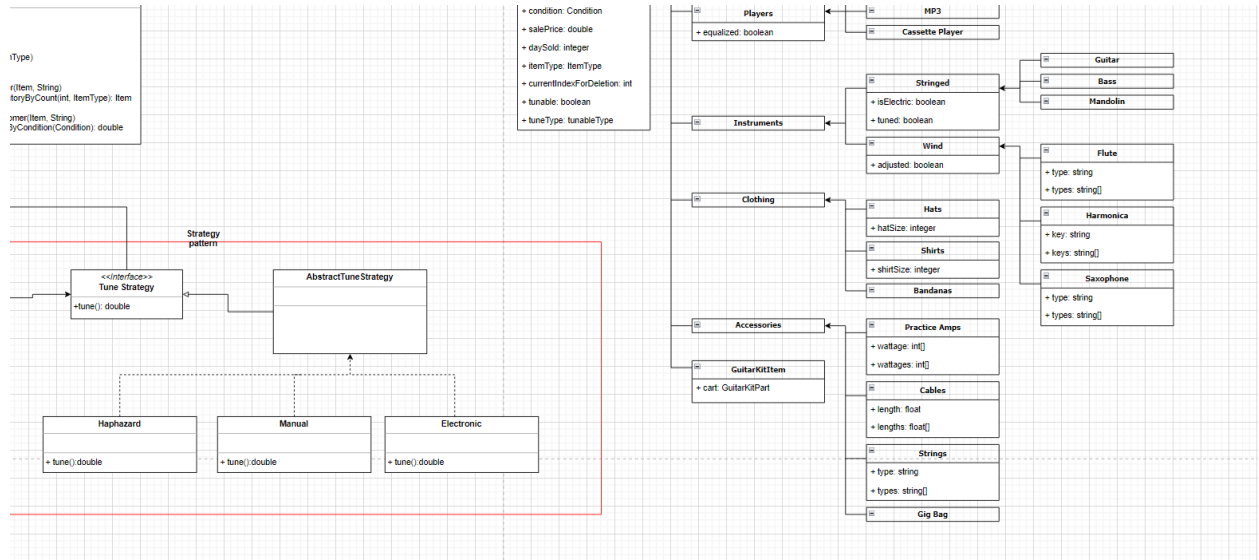 nType)
r(Item, String)
toryByCount(int, ItemType): Item
omer(Item, String)
ByCondition(Condition): double
+ condition: Condition
+ salePrice: double
+ daySold: integer
+ itemType: ItemType
+ currentIndexForDeletion: int
+ tunable: boolean
+ tuneType: tunableType
Players
+ equalized: boolean
MP3
Cassette Player
Instruments
Stringed
+ isElectric: boolean
+ tuned: boolean
Guitar
Bass
Mandolin
Wind
+ adjusted: boolean
Flute
+ type: string
+ types: string[]
Harmonica
+ key: string
+ keys: string[]
Saxophone
+ type: string
+ types: string[]
Clothing
Hats
+ hatSize: integer
Shirts
+ shirtSize: integer
Bandanas
Accessories
Practice Amps
+ wattage: int[]
+ wattages: int[]
Cables
+ length: float
+ lengths: float[]
Strings
+ type: string
+ types: string[]
Gig Bag
GuitarKitItem
+ cart: GuitarKitPart
Strategy
pattern
<<interface>>
Tune Strategy
+tune(): double
AbstractTuneStrategy
Haphazard
+ tune():double
Manual
+ tune():double
Electronic
+ tune():double